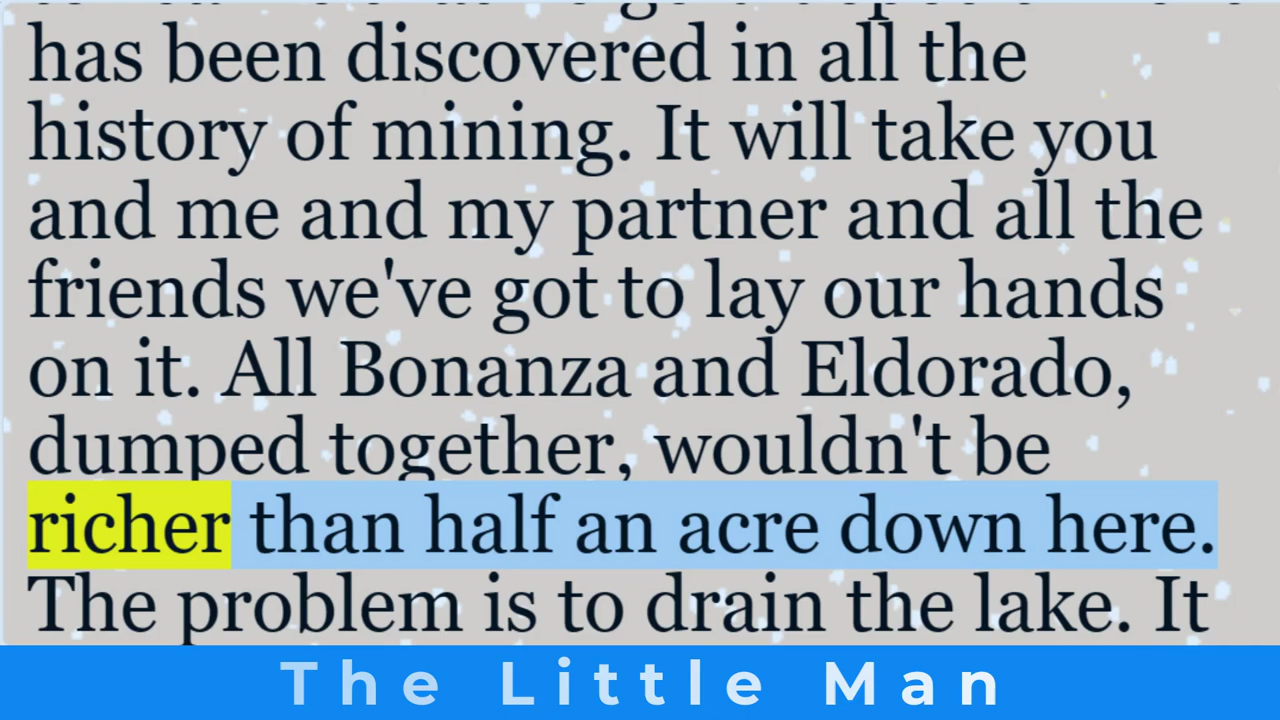 has been discovered in all the
history of mining. It will take you
and me and my partner and all the
friends we've got to lay our hands
on it. All Bonanza and Eldorado,
dumped together, wouldn't be
richer than half an acre down here.
The problem is to drain the lake. It
The Little Man